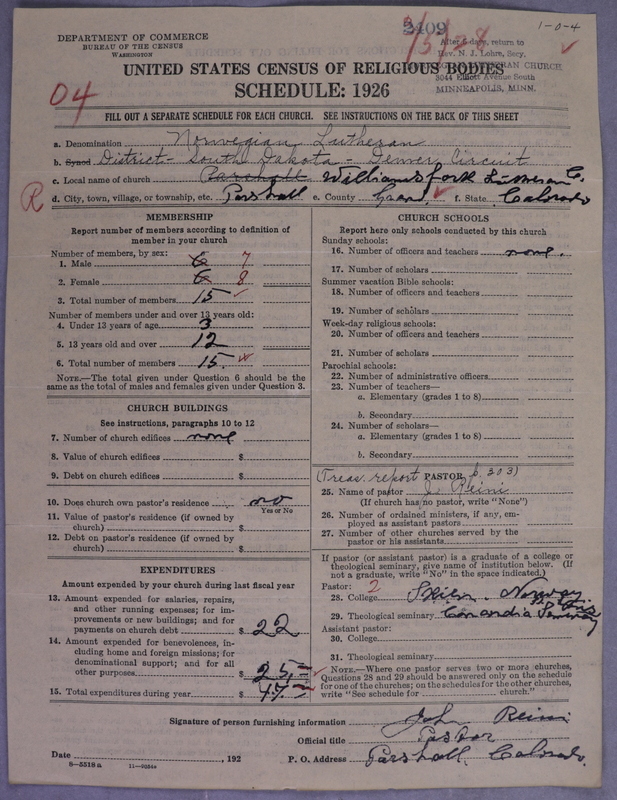 DEPARTMENT OF COMMERCE
BUREAU OF THE CENSUS
WASHINGTON
2409
1-0-4
After 5 days, return to
Rev. N. J. Lohre, Secy.
LUTHERAN CHURCH
3044 Elliott Avenue South
MINNEAPOLIS, MINN.
UNITED STATES CENSUS OF RELIGIOUS BODIES
SCHEDULE: 1926
04
FILL OUT A SEPARATE SCHEDULE FOR EACH CHURCH. SEE INSTRUCTIONS ON THE BACK OF THIS SHEET
a. Denomination Norwegian Lutheran
b. Synod District - South Dakota - Denver Circuit
c. Local name of church Parshall Williamsfork Lutheran C.
R
d. City, town, village, or township, etc. Parshall e. County Grand f. State Colorado
MEMBERSHIP
Report number of members according to definition of member in your church
Number of members, by sex:
1. Male 6 7
2. Female 6 8
3. Total number of members 15
Number of members under and over 13 years old:
4. Under 13 years of age 3
5. 13 years old and over 12
6. Total number of members 15
NOTE.—The total given under Question 6 should be the same as the total of males and females given under Question 3.
CHURCH BUILDINGS
See instructions, paragraphs 10 to 12
7. Number of church edifices none
8. Value of church edifices $
9. Debt on church edifices $
10. Does church own pastor's residence no
Yes or No
11. Value of pastor's residence (if owned by church) $
12. Debt on pastor's residence (if owned by church) $
EXPENDITURES
Amount expended by your church during last fiscal year
13. Amount expended for salaries, repairs, and other running expenses; for improvements or new buildings; and for payments on church debt $ 22
14. Amount expended for benevolences, including home and foreign missions; for denominational support; and for all other purposes $ 25
15. Total expenditures during year $ 47
CHURCH SCHOOLS
Report here only schools conducted by this church
Sunday schools:
16. Number of officers and teachers none
17. Number of scholars
Summer vacation Bible schools:
18. Number of officers and teachers
19. Number of scholars
Week-day religious schools:
20. Number of officers and teachers
21. Number of scholars
Parochial schools:
22. Number of administrative officers
23. Number of teachers—
a. Elementary (grades 1 to 8)
b. Secondary
24. Number of scholars—
a. Elementary (grades 1 to 8)
b. Secondary
(Treas. report p. 303)
PASTOR
25. Name of pastor J. Reini
(If church has no pastor, write "None")
26. Number of ordained ministers, if any, employed as assistant pastors
27. Number of other churches served by the pastor or his assistants
If pastor (or assistant pastor) is a graduate of a college or theological seminary, give name of institution below. (If not a graduate, write "No" in the space indicated.)
Pastor: 2
28. College Skien. Norway
29. Theological seminary Concordia Seminary
Assistant pastor:
30. College
31. Theological seminary
NOTE.—Where one pastor serves two or more churches, Questions 28 and 29 should be answered only on the schedule for one of the churches; on the schedules for the other churches, write "See schedule for church."
Signature of person furnishing information John Reini
Official title Pastor
Date , 192 P. O. Address Parshall, Colorado.
8—5518 a